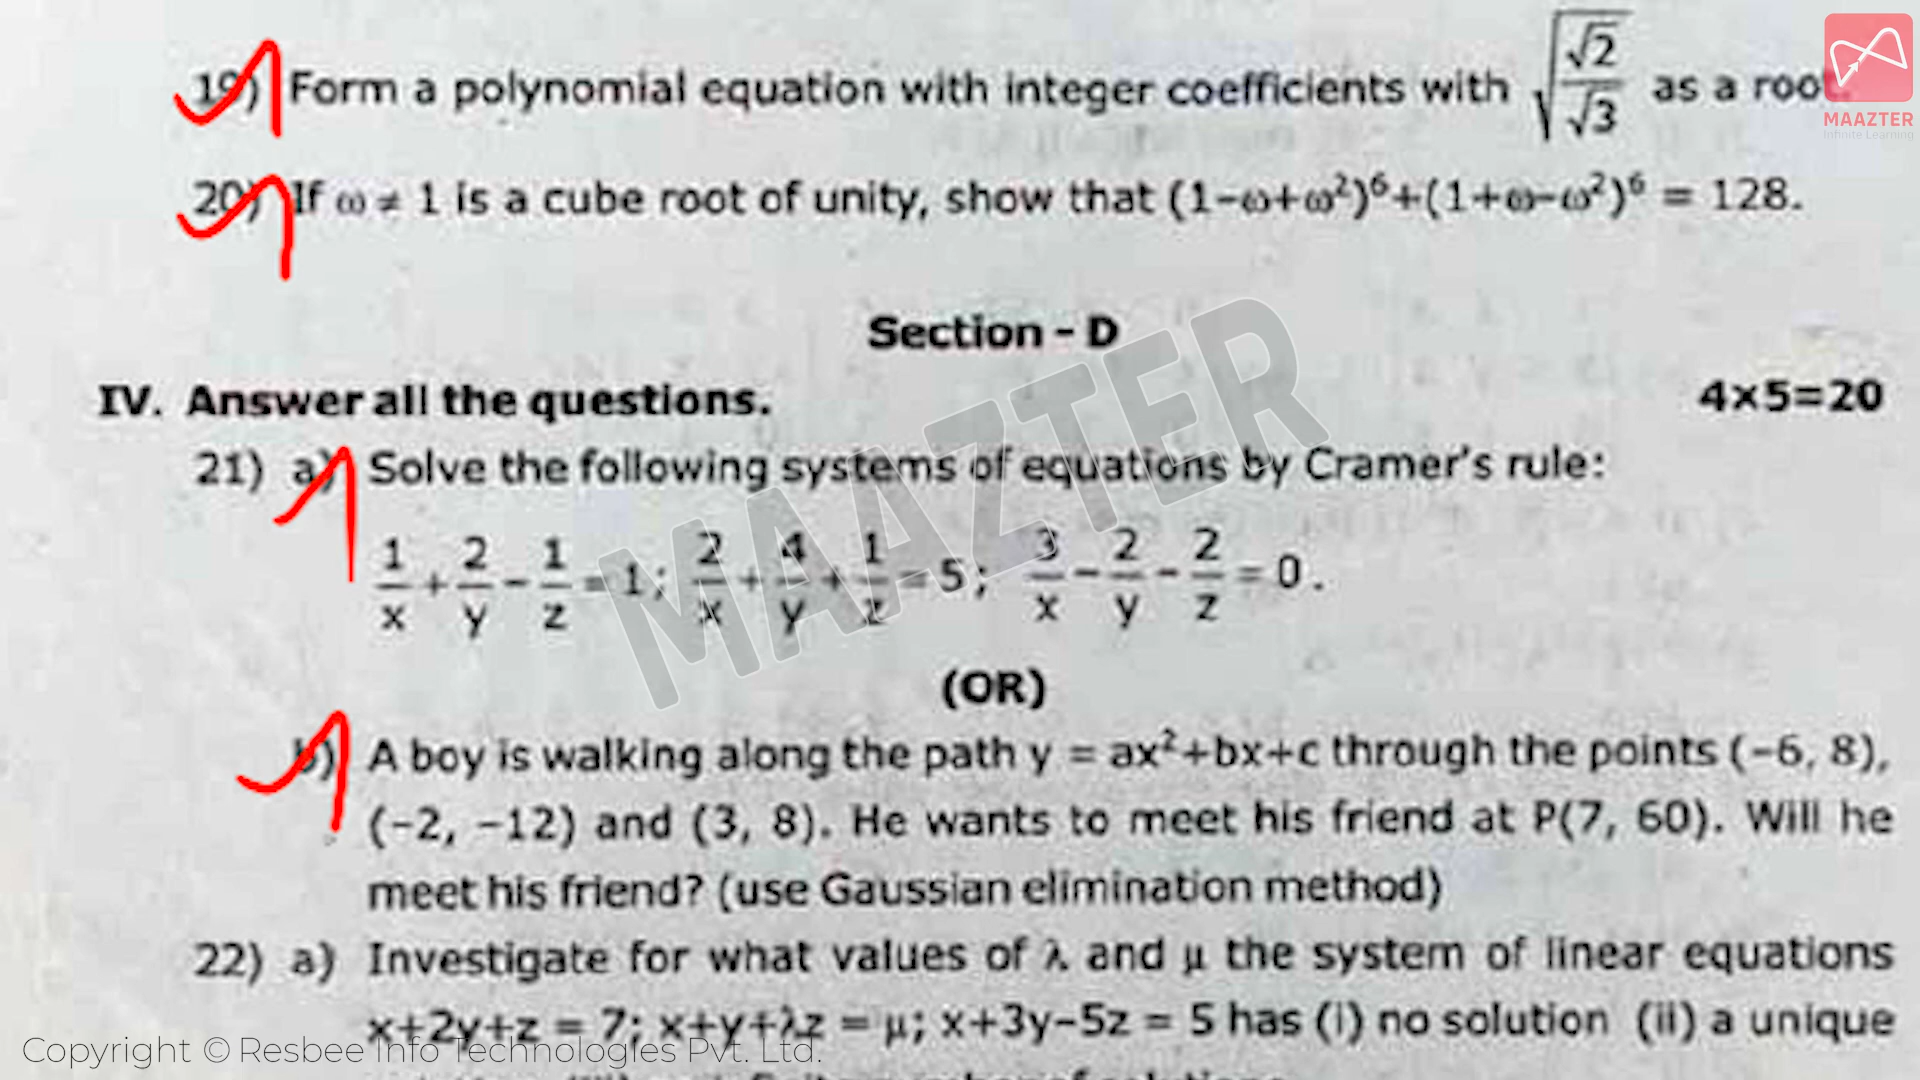 19) Form a polynomial equation with integer coefficients with √(√2/√3) as a root.
MAAZTER
Infinite Learning
20) If ω ≠ 1 is a cube root of unity, show that (1−ω+ω²)⁶+(1+ω−ω²)⁶ = 128.
Section - D
IV. Answer all the questions. 4×5=20
21) a) Solve the following systems of equations by Cramer's rule:
1/x + 2/y − 1/z = 1; 2/x + 4/y + 1/z = 5; 3/x − 2/y − 2/z = 0.
MAAZTER
(OR)
b) A boy is walking along the path y = ax²+bx+c through the points (−6, 8),
(−2, −12) and (3, 8). He wants to meet his friend at P(7, 60). Will he
meet his friend? (use Gaussian elimination method)
22) a) Investigate for what values of λ and μ the system of linear equations
x+2y+z = 7; x+y+λz = μ; x+3y−5z = 5 has (i) no solution (ii) a unique
Copyright © Resbee Info Technologies Pvt. Ltd.